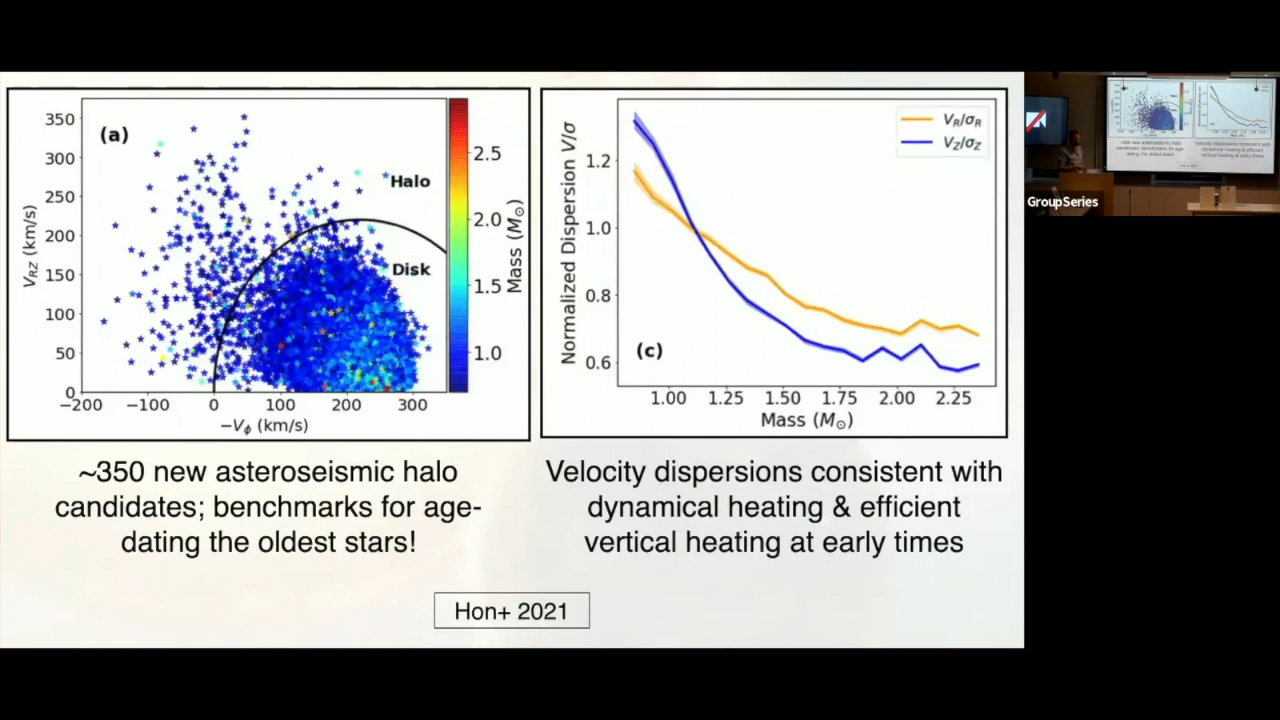 (a)
Halo
Disk
350
300
250
200
150
100
50
0
V_RZ (km/s)
−200 −100 0 100 200 300
−V_ϕ (km/s)
2.5
2.0
1.5
1.0
Mass (M⊙)
V_R/σ_R
V_Z/σ_Z
(c)
1.2
1.0
0.8
0.6
Normalized Dispersion V/σ
1.00 1.25 1.50 1.75 2.00 2.25
Mass (M⊙)
~350 new asteroseismic halo
candidates; benchmarks for age-
dating the oldest stars!
Velocity dispersions consistent with
dynamical heating & efficient
vertical heating at early times
Hon+ 2021
GroupSeries